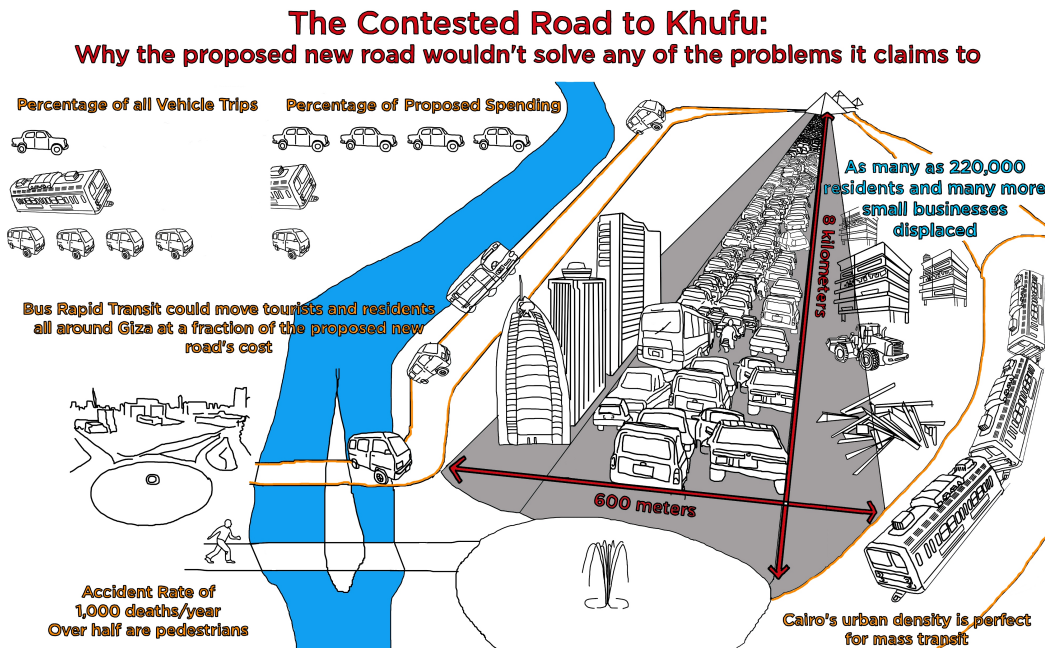 The Contested Road to Khufu:
Why the proposed new road wouldn't solve any of the problems it claims to
Percentage of all Vehicle Trips
Percentage of Proposed Spending
As many as 220,000
residents and many more
small businesses
displaced
8 kilometers
Bus Rapid Transit could move tourists and residents
all around Giza at a fraction of the proposed new
road's cost
600 meters
Accident Rate of
1,000 deaths/year
Over half are pedestrians
Cairo's urban density is perfect
for mass transit